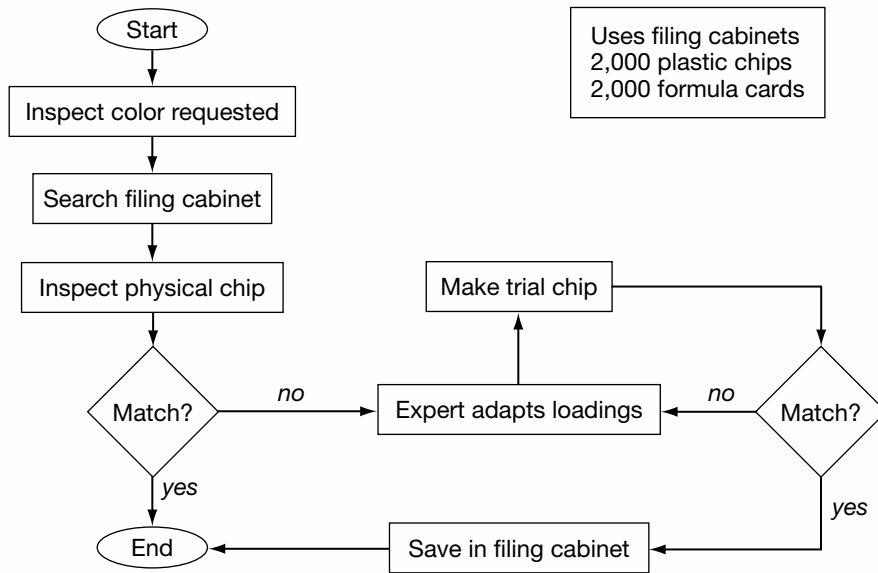 Start
Uses filing cabinets
2,000 plastic chips
2,000 formula cards
Inspect color requested
Search filing cabinet
Inspect physical chip
Make trial chip
Match?
no
Expert adapts loadings
no
Match?
yes
yes
End
Save in filing cabinet